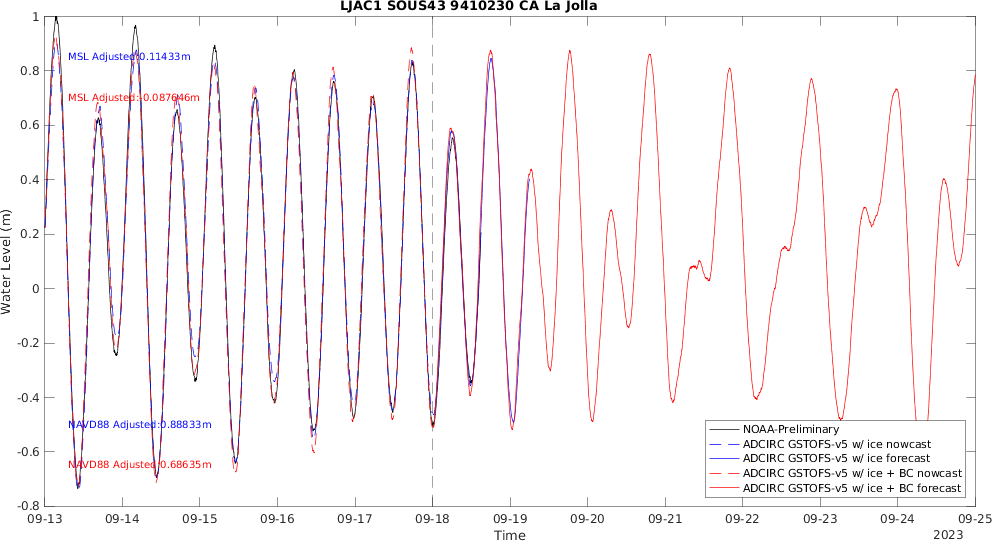 LJAC1 SOUS43 9410230 CA La Jolla
1
0.8
0.6
0.4
0.2
0
-0.2
-0.4
-0.6
-0.8
Water Level (m)
MSL Adjusted:0.11433m
MSL Adjusted:-0.087646m
NAVD88 Adjusted:0.88833m
NAVD88 Adjusted:0.68635m
NOAA-Preliminary
ADCIRC GSTOFS-v5 w/ ice nowcast
ADCIRC GSTOFS-v5 w/ ice forecast
ADCIRC GSTOFS-v5 w/ ice + BC nowcast
ADCIRC GSTOFS-v5 w/ ice + BC forecast
09-13 09-14 09-15 09-16 09-17 09-18 09-19 09-20 09-21 09-22 09-23 09-24 09-25
Time
2023